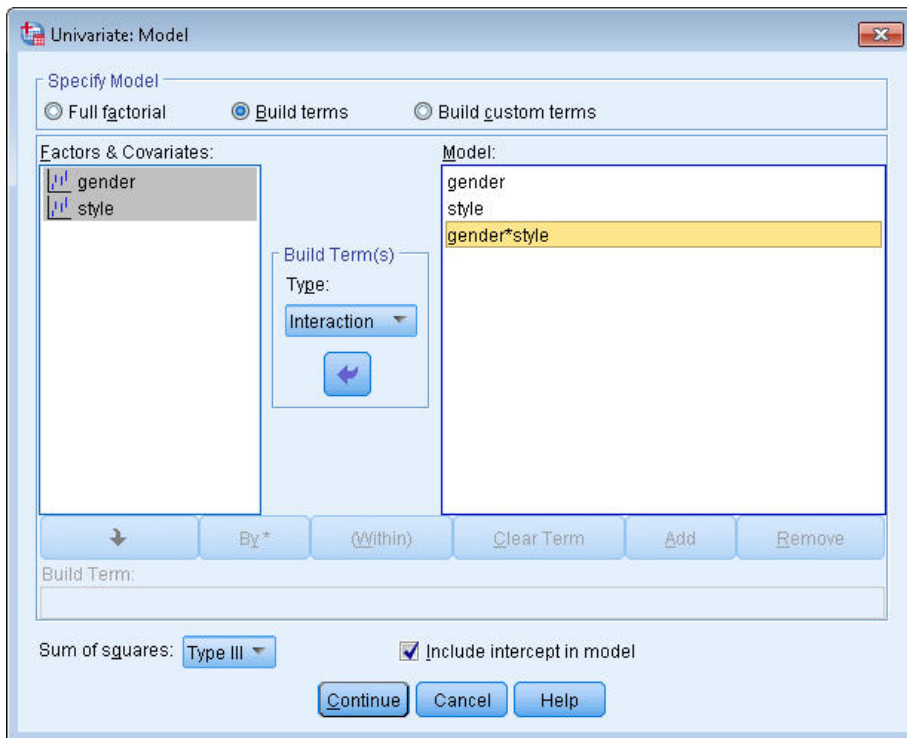 Univariate: Model
Specify Model
Full factorial
Build terms
Build custom terms
Factors & Covariates:
gender
style
Build Term(s)
Type:
Interaction
Model:
gender
style
gender*style
By *
(Within)
Clear Term
Add
Remove
Build Term:
Sum of squares:
Type III
Include intercept in model
Continue
Cancel
Help